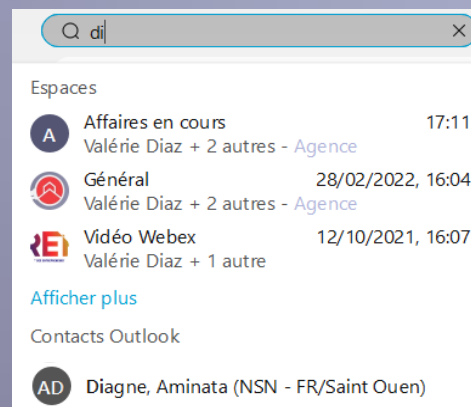 di
Espaces
A
Affaires en cours 17:11
Valérie Diaz + 2 autres - Agence
Général 28/02/2022, 16:04
Valérie Diaz + 2 autres - Agence
Vidéo Webex 12/10/2021, 16:07
Valérie Diaz + 1 autre
Afficher plus
Contacts Outlook
AD Diagne, Aminata (NSN - FR/Saint Ouen)